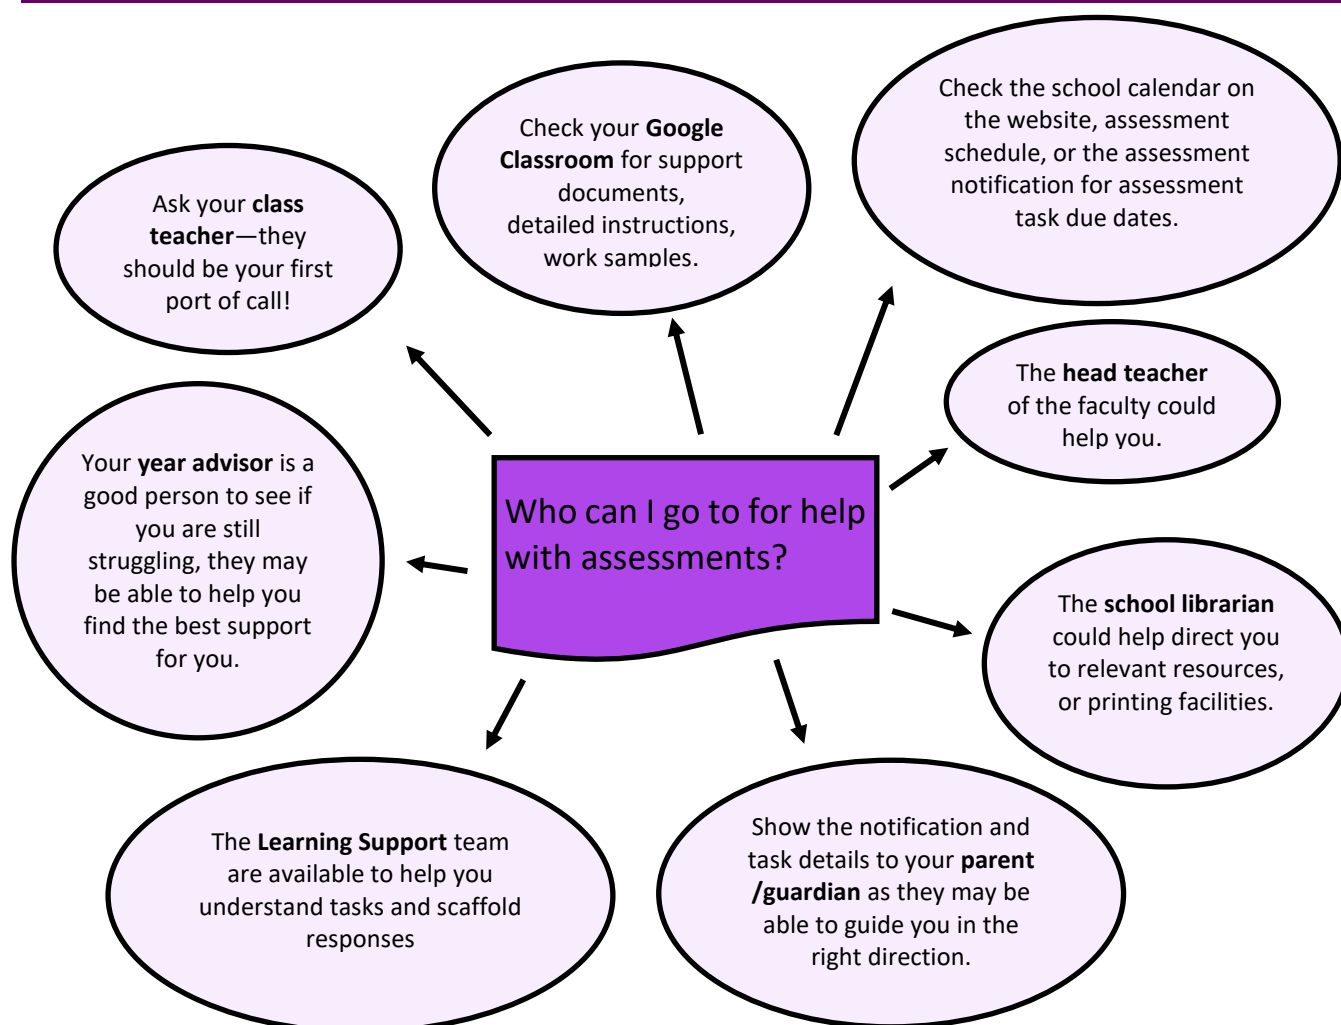 Check the school calendar on
the website, assessment
schedule, or the assessment
notification for assessment
task due dates.
Check your Google
Classroom for support
documents,
detailed instructions,
work samples.
Ask your class
teacher—they
should be your first
port of call!
The head teacher
of the faculty could
help you.
Your year advisor is a
good person to see if
you are still
struggling, they may
be able to help you
find the best support
for you.
Who can I go to for help
with assessments?
The school librarian
could help direct you
to relevant resources,
or printing facilities.
The Learning Support team
are available to help you
understand tasks and scaffold
responses
Show the notification and
task details to your parent
/guardian as they may be
able to guide you in the
right direction.